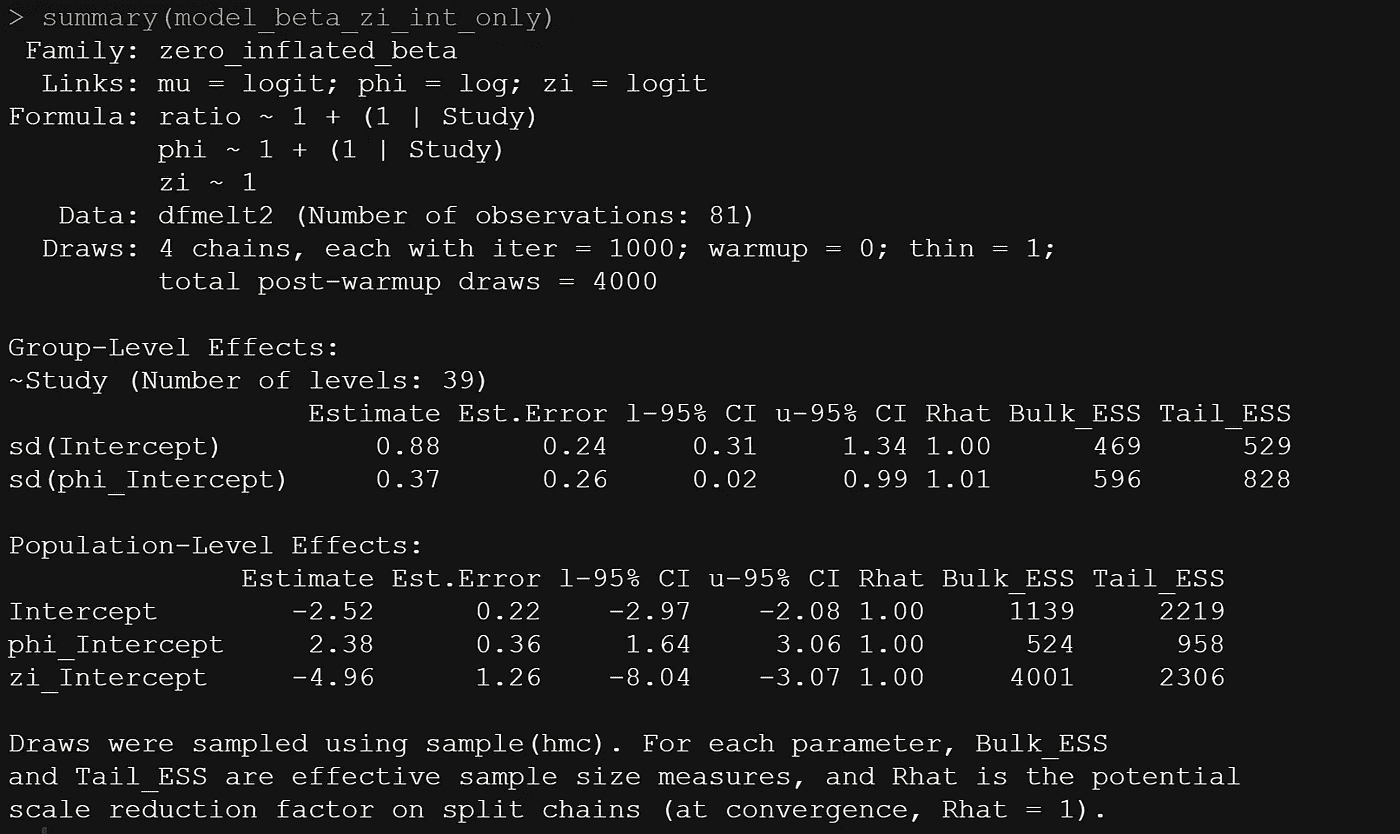 > summary(model_beta_zi_int_only)
 Family: zero_inflated_beta
  Links: mu = logit; phi = log; zi = logit
Formula: ratio ~ 1 + (1 | Study)
         phi ~ 1 + (1 | Study)
         zi ~ 1
   Data: dfmelt2 (Number of observations: 81)
  Draws: 4 chains, each with iter = 1000; warmup = 0; thin = 1;
         total post-warmup draws = 4000

Group-Level Effects:
~Study (Number of levels: 39)
                  Estimate Est.Error l-95% CI u-95% CI Rhat Bulk_ESS Tail_ESS
sd(Intercept)         0.88      0.24     0.31     1.34 1.00      469      529
sd(phi_Intercept)     0.37      0.26     0.02     0.99 1.01      596      828

Population-Level Effects:
              Estimate Est.Error l-95% CI u-95% CI Rhat Bulk_ESS Tail_ESS
Intercept        -2.52      0.22    -2.97    -2.08 1.00     1139     2219
phi_Intercept     2.38      0.36     1.64     3.06 1.00      524      958
zi_Intercept     -4.96      1.26    -8.04    -3.07 1.00     4001     2306

Draws were sampled using sample(hmc). For each parameter, Bulk_ESS
and Tail_ESS are effective sample size measures, and Rhat is the potential
scale reduction factor on split chains (at convergence, Rhat = 1).